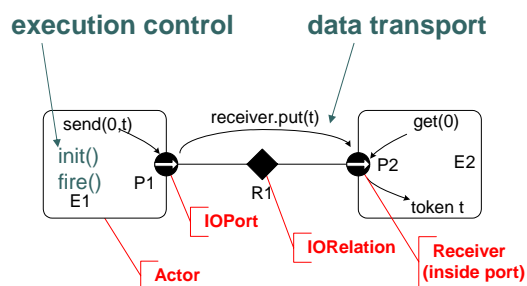 execution control
data transport
send(0,t)
receiver.put(t)
get(0)
init()
fire()
E1
P1
R1
P2
E2
token t
IOPort
IORelation
Receiver
(inside port)
Actor